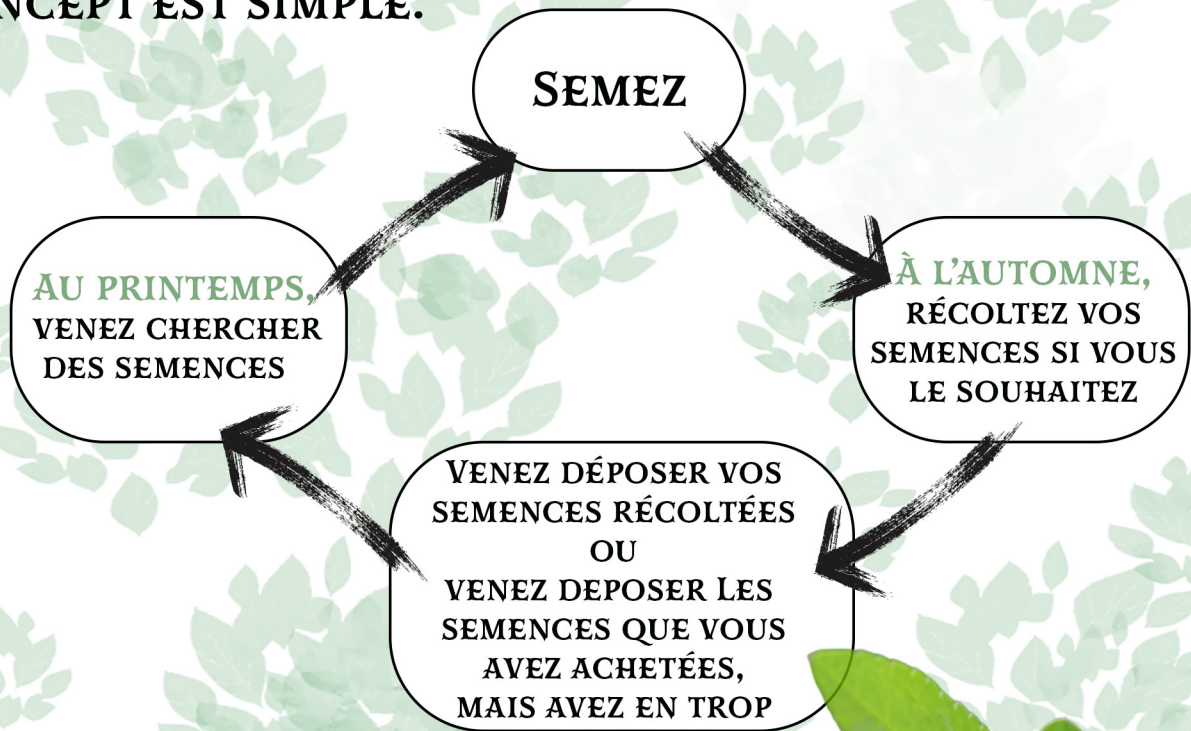 NCEPT EST SIMPLE.
SEMEZ
AU PRINTEMPS,
VENEZ CHERCHER
DES SEMENCES
À L'AUTOMNE,
RÉCOLTEZ VOS
SEMENCES SI VOUS
LE SOUHAITEZ
VENEZ DÉPOSER VOS
SEMENCES RÉCOLTÉES
OU
VENEZ DEPOSER LES
SEMENCES QUE VOUS
AVEZ ACHETÉES,
MAIS AVEZ EN TROP